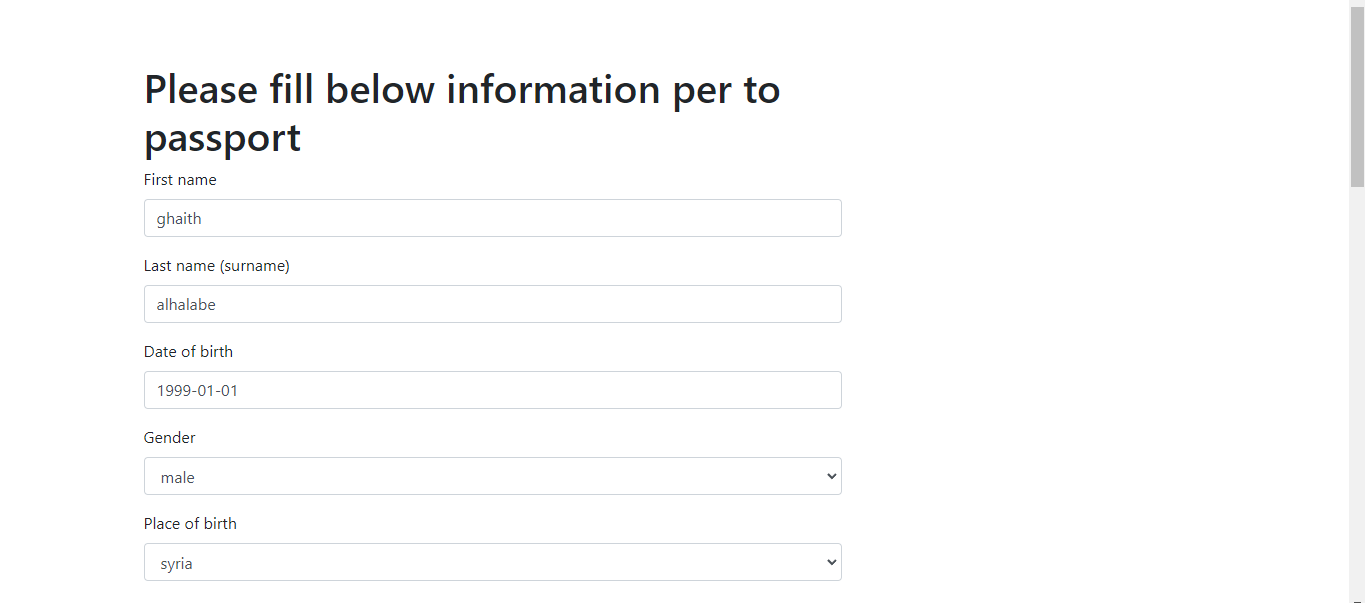 Please fill below information per to
passport
First name
ghaith
Last name (surname)
alhalabe
Date of birth
1999-01-01
Gender
male
Place of birth
syria